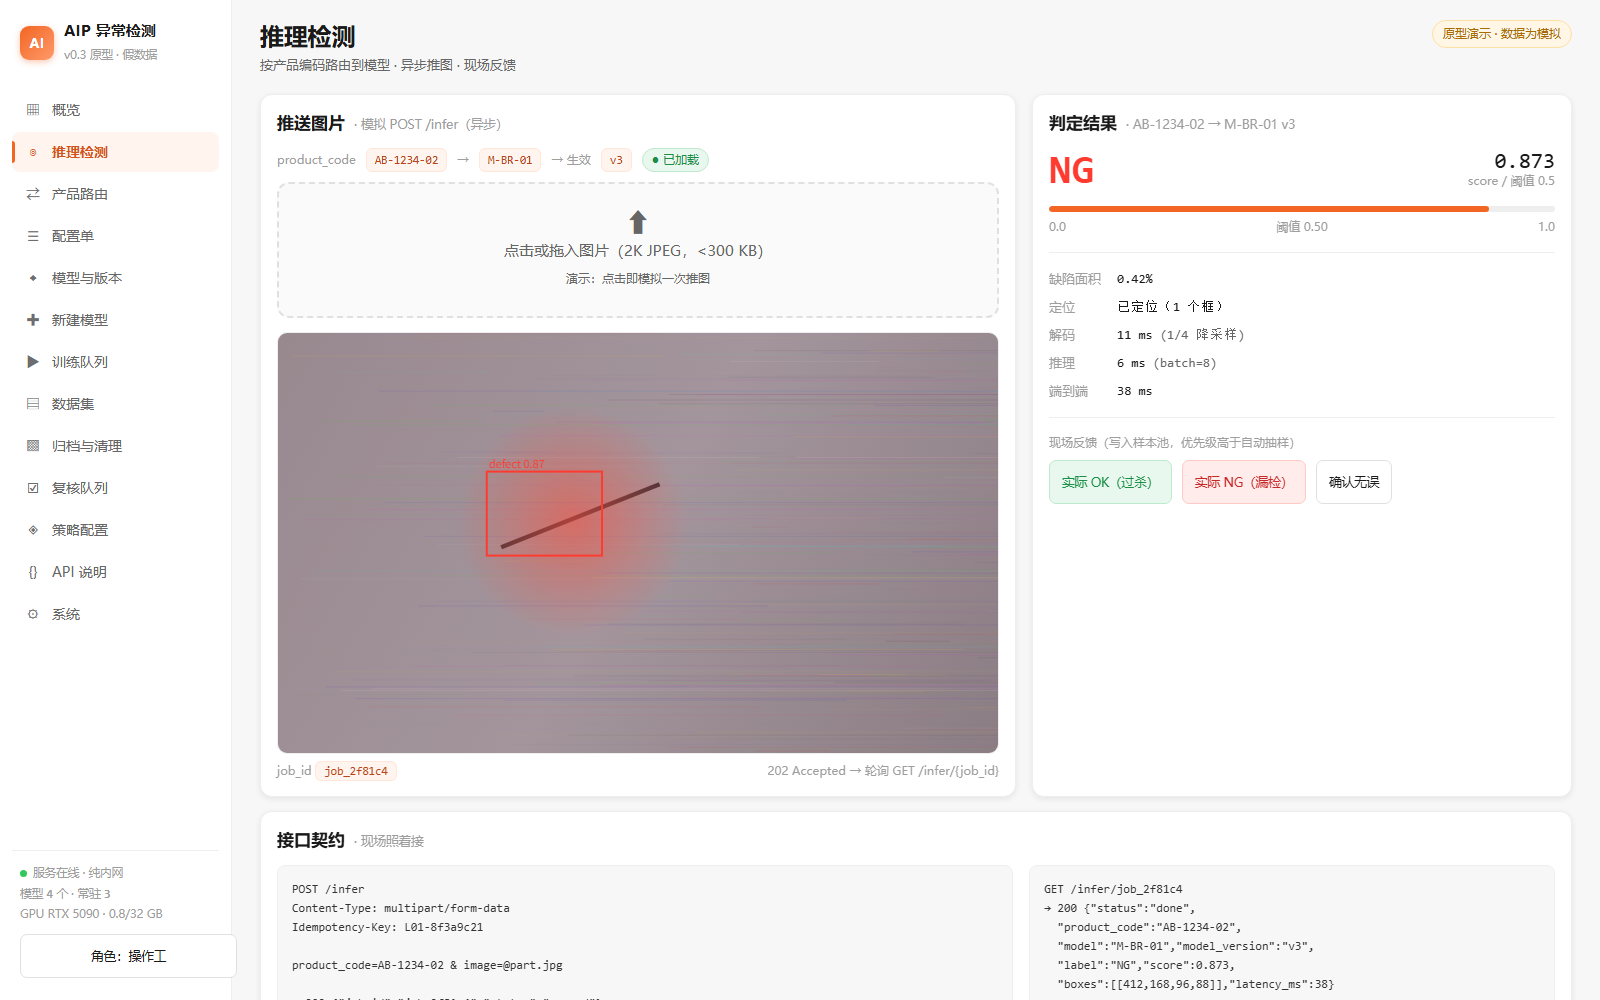 AI
AIP 异常检测
v0.3 原型 · 假数据
概览
推理检测
产品路由
配置单
模型与版本
新建模型
训练队列
数据集
归档与清理
复核队列
策略配置
{} API 说明
系统
服务在线 · 纯内网
模型 4 个 · 常驻 3
GPU RTX 5090 · 0.8/32 GB
角色：操作工
推理检测
按产品编码路由到模型 · 异步推图 · 现场反馈
原型演示 · 数据为模拟
推送图片 · 模拟 POST /infer（异步）
product_code AB-1234-02 → M-BR-01 → 生效 v3 ● 已加载
点击或拖入图片（2K JPEG，<300 KB）
演示：点击即模拟一次推图
defect 0.87
job_id job_2f81c4
202 Accepted → 轮询 GET /infer/{job_id}
判定结果 · AB-1234-02 → M-BR-01 v3
NG
0.873
score / 阈值 0.5
0.0 阈值 0.50 1.0
缺陷面积 0.42%
定位 已定位（1 个框）
解码 11 ms (1/4 降采样)
推理 6 ms (batch=8)
端到端 38 ms
现场反馈（写入样本池，优先级高于自动抽样）
实际 OK（过杀）
实际 NG（漏检）
确认无误
接口契约 · 现场照着接
POST /infer
Content-Type: multipart/form-data
Idempotency-Key: L01-8f3a9c21
product_code=AB-1234-02 & image=@part.jpg
GET /infer/job_2f81c4
→ 200 {"status":"done",
"product_code":"AB-1234-02",
"model":"M-BR-01","model_version":"v3",
"label":"NG","score":0.873,
"boxes":[[412,168,96,88]],"latency_ms":38}